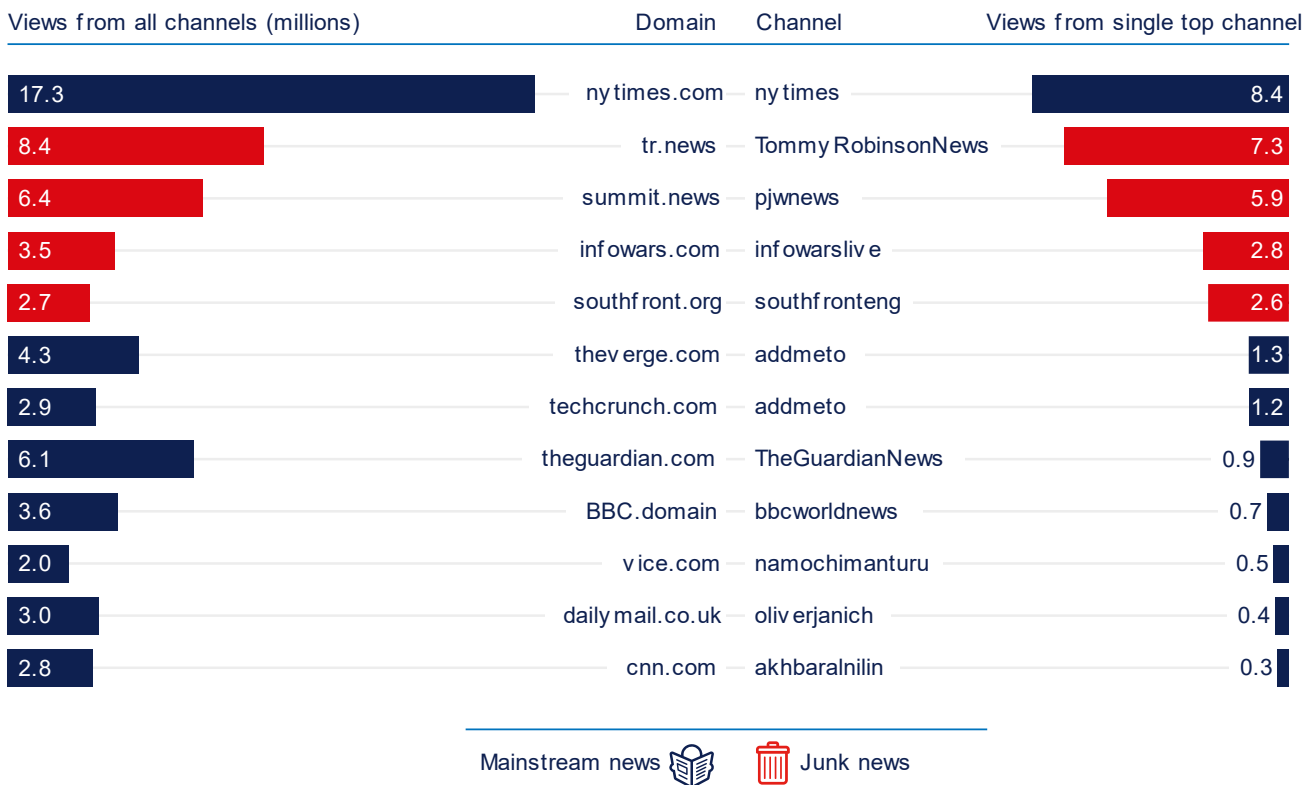 Views from all channels (millions) Domain Channel Views from single top channel
17.3 nytimes.com nytimes 8.4
8.4 tr.news TommyRobinsonNews 7.3
6.4 summit.news pjwnews 5.9
3.5 infowars.com infowarslive 2.8
2.7 southfront.org southfronteng 2.6
4.3 theverge.com addmeto 1.3
2.9 techcrunch.com addmeto 1.2
6.1 theguardian.com TheGuardianNews 0.9
3.6 BBC.domain bbcworldnews 0.7
2.0 vice.com namochimanturu 0.5
3.0 dailymail.co.uk oliverjanich 0.4
2.8 cnn.com akhbaralnilin 0.3
Mainstream news Junk news